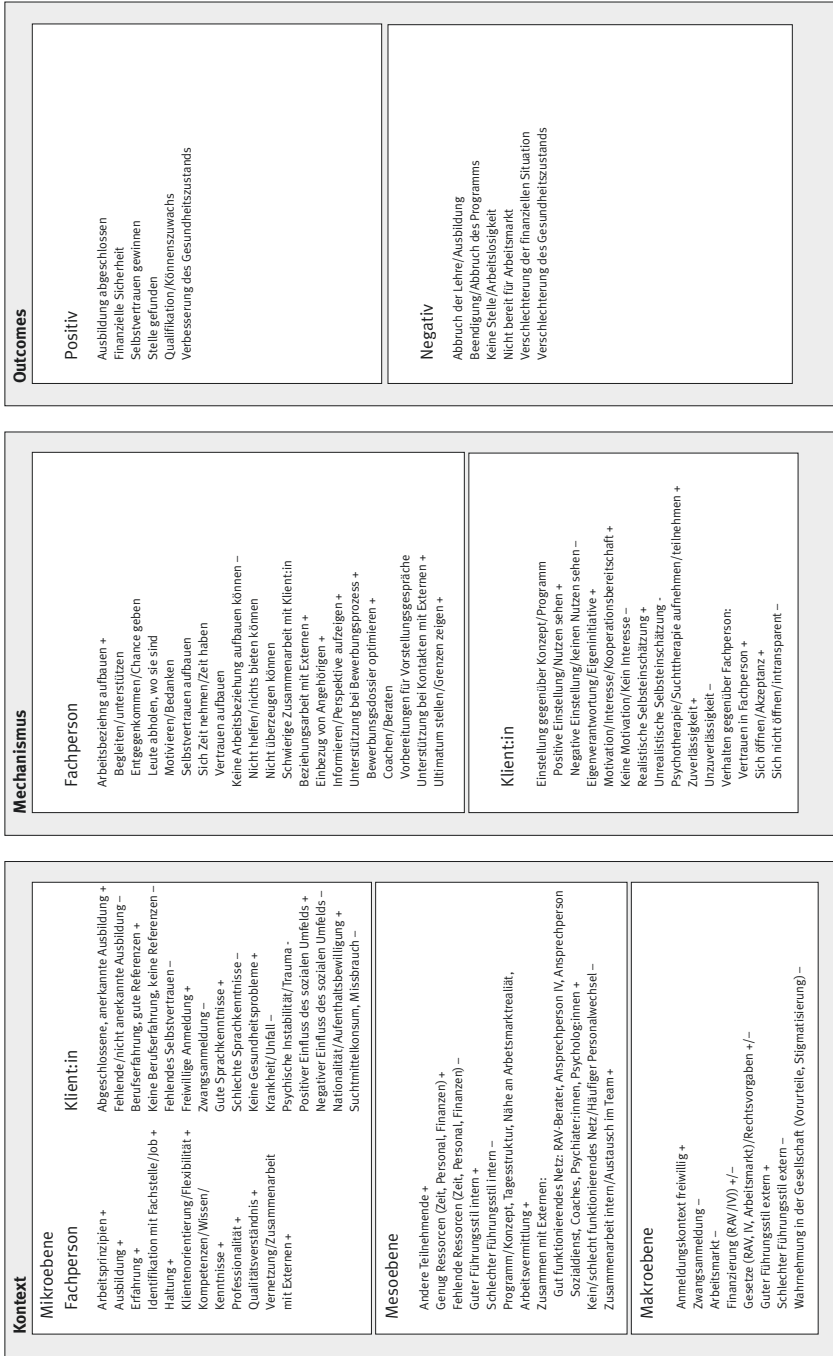 Kontext
Mikroebene
Fachperson
Arbeitsprinzipien +
Ausbildung +
Erfahrung +
Identifikation mit Fachstelle/Job +
Haltung +
Klientenorientierung/Flexibilität +
Kompetenzen/Wissen/
Kenntnisse +
Professionalität +
Qualitätsverständnis +
Vernetzung/Zusammenarbeit
mit Externen +
Klient:in
Abgeschlossene, anerkannte Ausbildung +
Fehlende/nicht anerkannte Ausbildung –
Berufserfahrung, gute Referenzen +
Keine Berufserfahrung, keine Referenzen –
Fehlendes Selbstvertrauen –
Freiwillige Anmeldung +
Zwangsanmeldung –
Gute Sprachkenntnisse +
Schlechte Sprachkenntnisse –
Keine Gesundheitsprobleme +
Krankheit/Unfall –
Psychische Instabilität/Trauma -
Positiver Einfluss des sozialen Umfelds +
Negativer Einfluss des sozialen Umfelds –
Nationalität/Aufenthaltsbewilligung +
Suchtmittelkonsum, Missbrauch –
Mesoebene
Andere Teilnehmende +
Genug Ressorcen (Zeit, Personal, Finanzen) +
Fehlende Ressorcen (Zeit, Personal, Finanzen) –
Guter Führungsstil intern +
Schlechter Führungsstil intern –
Programm/Konzept, Tagesstruktur, Nähe an Arbeitsmarktrealiät,
Arbeitsvermittlung +
Zusammen mit Externen:
Gut funktionierendes Netz: RAV-Berater, Ansprechperson IV, Ansprechperson
Sozialdienst, Coaches, Psychiater:innen, Psycholog:innen +
Kein/schlecht funktionierendes Netz/Häufiger Personalwechsel –
Zusammenarbeit intern/Austausch im Team +
Makroebene
Anmeldungskontext freiwillig +
Zwangsanmeldung –
Arbeitsmarkt –
Finanzierung (RAV/IV)) +/–
Gesetze (RAV, IV, Arbeitsmarkt)/Rechtsvorgaben +/–
Guter Führungsstil extern +
Schlechter Führungsstil extern –
Wahrnehmung in der Gesellschaft (Vorurteile, Stigmatisierung) –
Mechanismus
Fachperson
Arbeitsbeziehng aufbauen +
Begleiten/unterstützen
Entgegenkommen/Chance geben
Leute abholen, wo sie sind
Motivieren/Bedanken
Selbstvertrauen aufbauen
Sich Zeit nehmen/Zeit haben
Vertrauen aufbauen
Keine Arbeitsbeziehung aufbauen können –
Nicht helfen/nichts bieten können
Nicht überzeugen können
Schwierige Zusammenarbeit mit Klient:in
Beziehungsarbeit mit Externen +
Einbezug von Angehörigen +
Informieren/Perspektive aufzeigen +
Unterstützung bei Bewerbungsprozess +
Bewerbunsgsdossier optimieren +
Coachen/Beraten
Vorbereitungen für Vorstellungsgespräche
Unterstützung bei Kontakten mit Externen +
Ultimatum stellen/Grenzen zeigen +
Klient:in
Einstellung gegenüber Konzept/Programm
Positive Einstellung/Nutzen sehen +
Negative Einstellung/keinen Nutzen sehen –
Eigenverantwortung/Eigeninitiative +
Motivation/Interesse/Kooperationsbereitschaft +
Keine Motivation/Kein Interesse –
Realistische Selbsteinschätzung +
Unrealistische Selbsteinschätzung -
Psychotherapie/Suchttherapie aufnehmen/teilnehmen +
Zuverlässigkeit +
Unzuverlässigkeit –
Verhalten gegenüber Fachperson:
Vertrauen in Fachperson +
Sich öffnen/Akzeptanz +
Sich nicht öffnen/intransparent –
Outcomes
Positiv
Ausbildung abgeschlossen
Finanzielle Sicherheit
Selbstvertrauen gewinnen
Stelle gefunden
Qualifikation/Könnenszuwachs
Verbesserung des Gesundheitszustands
Negativ
Abbruch der Lehre/Ausbildung
Beendigung/Abbruch des Programms
Keine Stelle/Arbeitslosigkeit
Nicht bereit für Arbeitsmarkt
Verschlechterung der finanziellen Situation
Verschlechterung des Gesundheitszustands